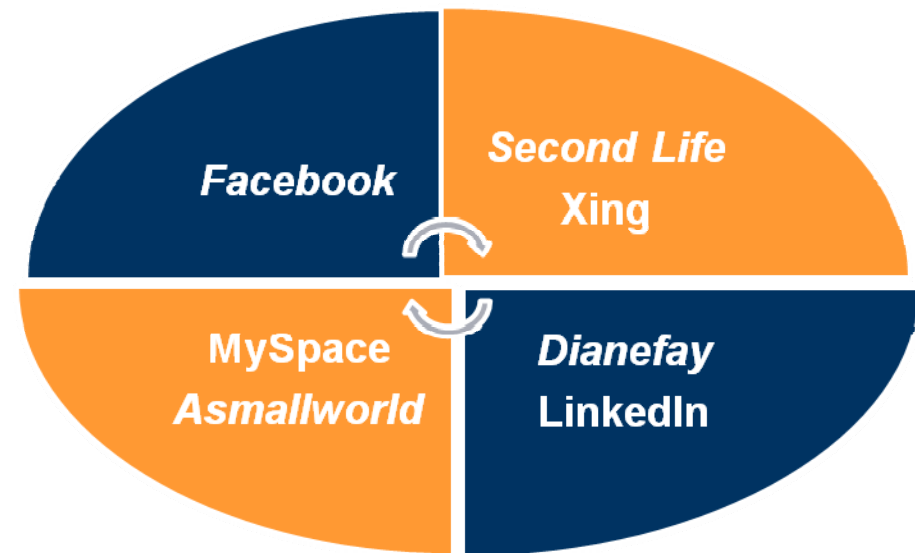 Facebook
Second Life
Xing
MySpace
Asmallworld
Dianefay
LinkedIn